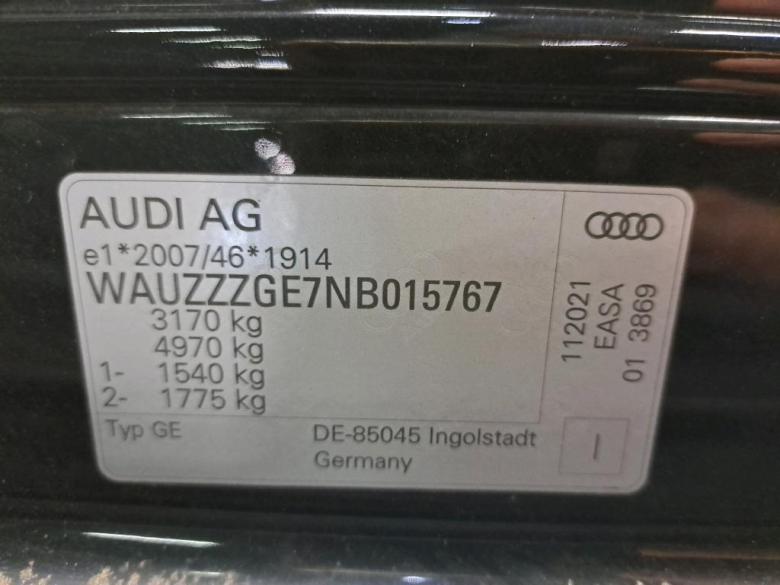 AUDI AG
e1*2007/46*1914
WAUZZZGE7NB015767
3170 kg
4970 kg
1- 1540 kg
2- 1775 kg
Typ GE
DE-85045 Ingolstadt
Germany
112021
EASA
01 3869